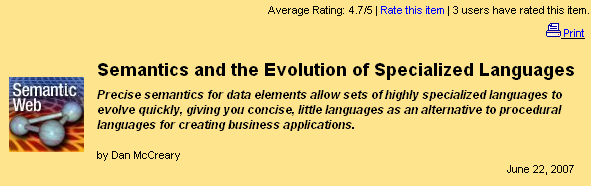 Average Rating: 4.7/5 | Rate this item | 3 users have rated this item.
Print
Semantics and the Evolution of Specialized Languages
Semantic
Web
Precise semantics for data elements allow sets of highly specialized languages to
evolve quickly, giving you concise, little languages as an alternative to procedural
languages for creating business applications.
by Dan McCreary
June 22, 2007